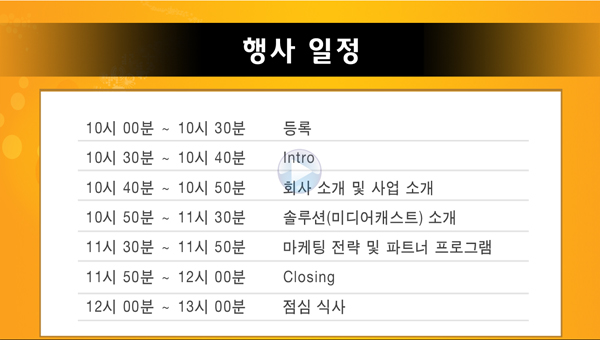 행사 일정
10시 00분 ~ 10시 30분 등록
10시 30분 ~ 10시 40분 Intro
10시 40분 ~ 10시 50분 회사 소개 및 사업 소개
10시 50분 ~ 11시 30분 솔루션(미디어캐스트) 소개
11시 30분 ~ 11시 50분 마케팅 전략 및 파트너 프로그램
11시 50분 ~ 12시 00분 Closing
12시 00분 ~ 13시 00분 점심 식사